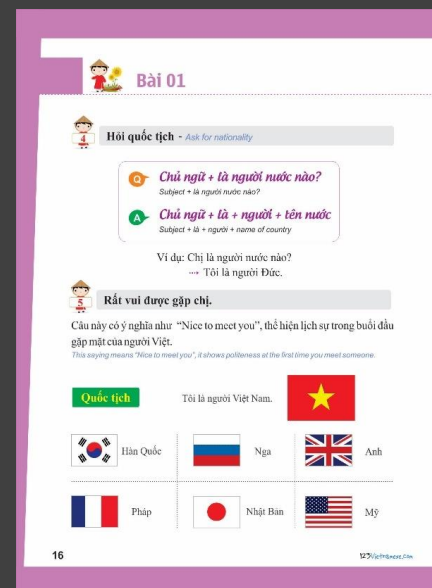 Bài 01
4 Hỏi quốc tịch - Ask for nationality
Q Chủ ngữ + là người nước nào?
Subject + là người nước nào?
A Chủ ngữ + là + người + tên nước
Subject + là + người + name of country
Ví dụ: Chị là người nước nào?
Tôi là người Đức.
5 Rất vui được gặp chị.
Câu này có ý nghĩa như “Nice to meet you”, thể hiện lịch sự trong buổi đầu
gặp mặt của người Việt.
This saying means “Nice to meet you”, it shows politeness at the first time you meet someone.
Quốc tịch
Tôi là người Việt Nam.
Hàn Quốc
Nga
Anh
Pháp
Nhật Bản
Mỹ
16
123Vietnamese.com